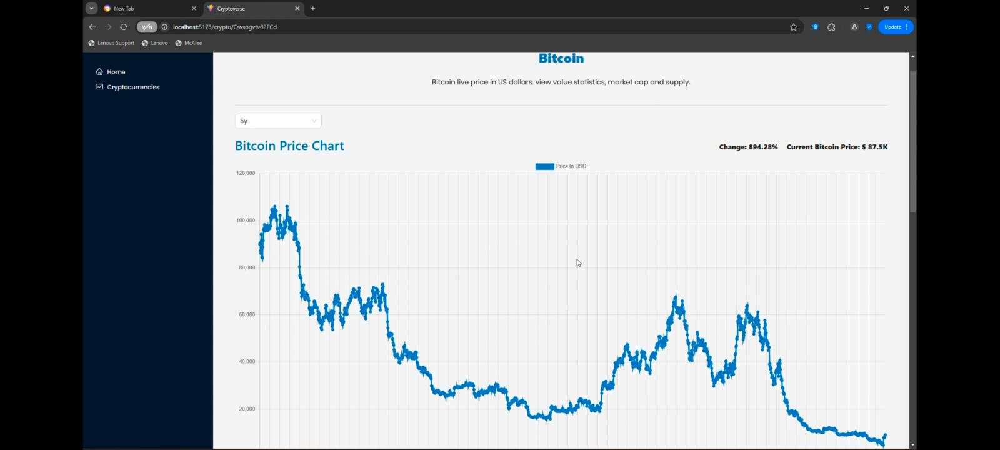 New Tab
Cryptoverse
VPN
localhost:5173/crypto/Qwsogvtv82FCd
Update
Lenovo Support
Lenovo
McAfee
Home
Cryptocurrencies
Bitcoin
Bitcoin live price in US dollars. view value statistics, market cap and supply.
5y
Bitcoin Price Chart
Change: 894.28% Current Bitcoin Price: $ 87.5K
Price In USD
120,000
100,000
80,000
60,000
40,000
20,000